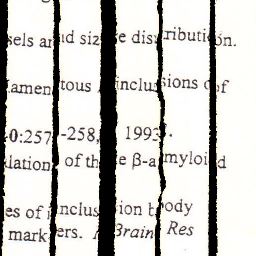 sels and size distribution.
lamentous inclusions of
0:257-258, 1993.
lation of the β-amyloid
es of inclusion body
markers. Brain Res